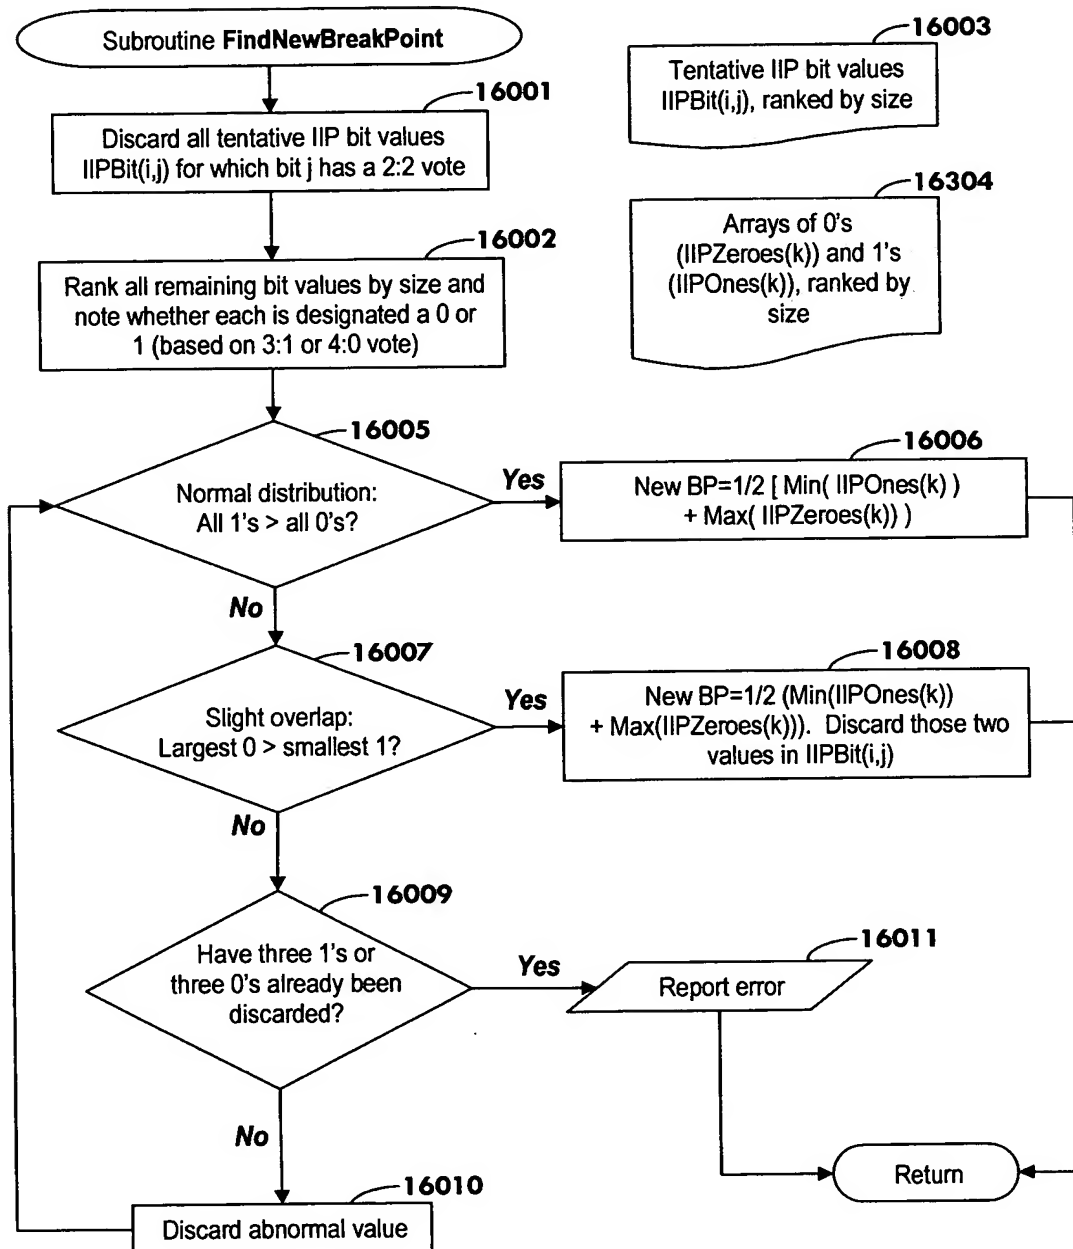 Subroutine FindNewBreakPoint
16003
Tentative IIP bit values
IIPBit(i,j), ranked by size
16001
Discard all tentative IIP bit values
IIPBit(i,j) for which bit j has a 2:2 vote
16304
Arrays of 0's
(IIPZeroes(k)) and 1's
(IIPOnes(k)), ranked by
size
16002
Rank all remaining bit values by size and
note whether each is designated a 0 or
1 (based on 3:1 or 4:0 vote)
16005
Normal distribution:
All 1's > all 0's?
Yes
16006
New BP=1/2 [ Min( IIPOnes(k) )
+ Max( IIPZeroes(k)) )
No
16007
Slight overlap:
Largest 0 > smallest 1?
Yes
16008
New BP=1/2 (Min(IIPOnes(k))
+ Max(IIPZeroes(k))). Discard those two
values in IIPBit(i,j)
No
16009
Have three 1's or
three 0's already been
discarded?
Yes
16011
Report error
No
Return
16010
Discard abnormal value